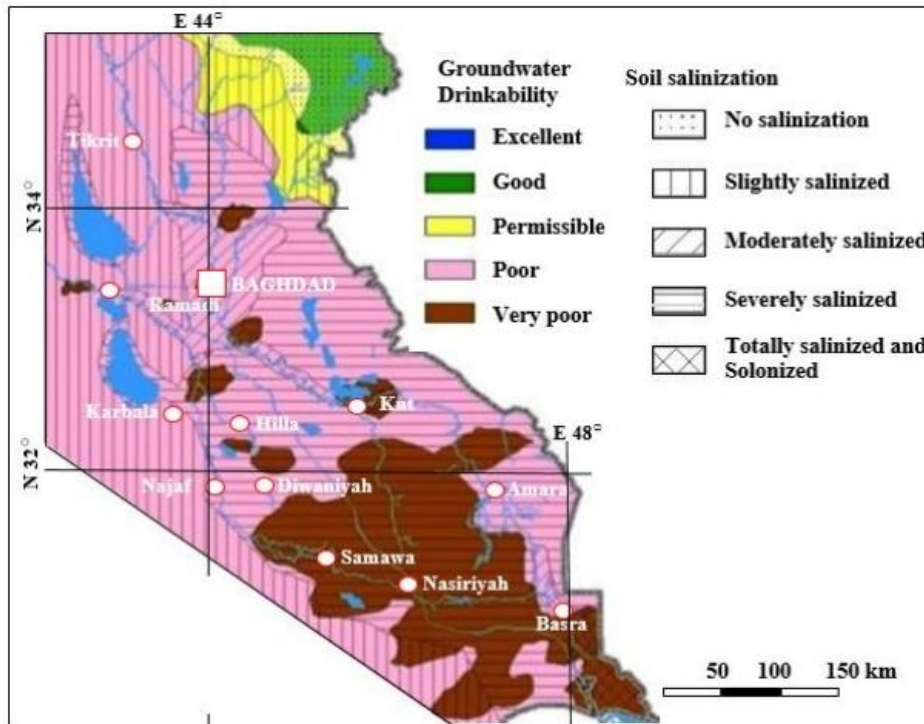 E 44°
Groundwater
Drinkability
Excellent
Good
Permissible
Poor
Very poor
Soil salinization
No salinization
Slightly salinized
Moderately salinized
Severely salinized
Totally salinized and
Solonized
Tikrit
N 34°
BAGHDAD
Ramadi
Karbala
Hilla
Kut
E 48°
N 32°
Najaf
Diwaniyah
Amara
Samawa
Nasiriyah
Basra
50 100 150 km